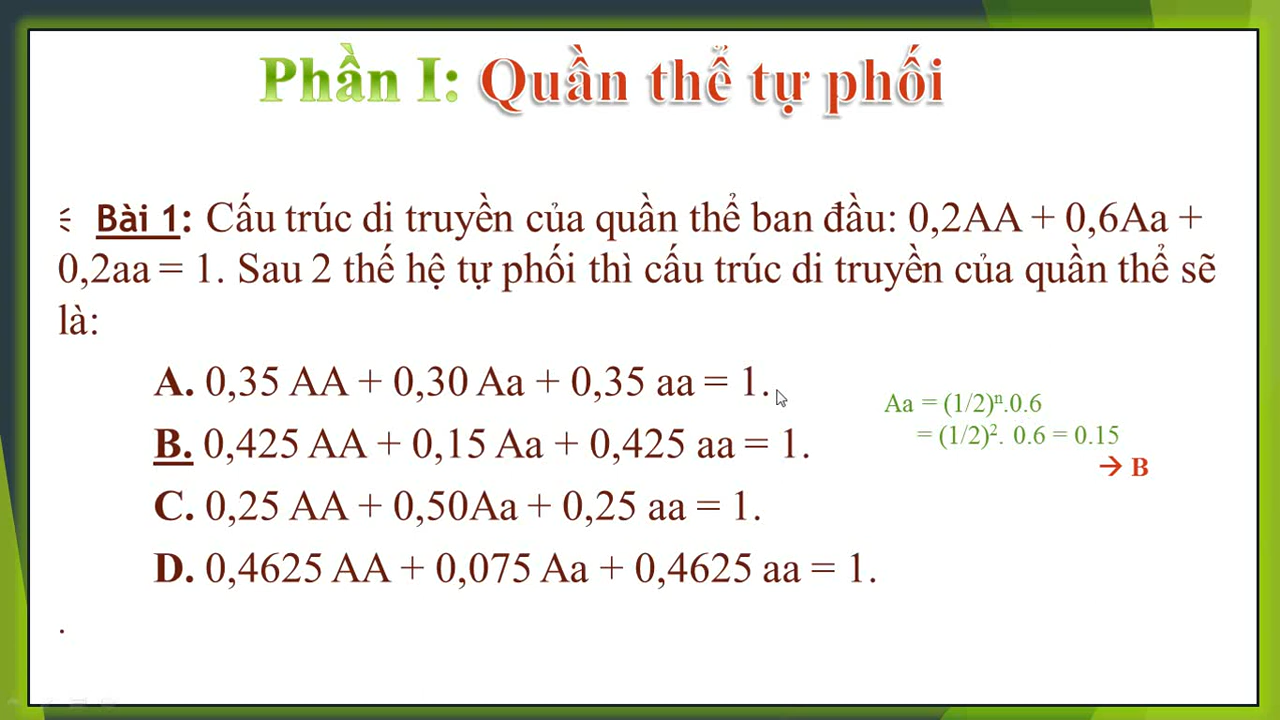 Phần I: Quần thể tự phối
Bài 1: Cấu trúc di truyền của quần thể ban đầu: 0,2AA + 0,6Aa +
0,2aa = 1. Sau 2 thế hệ tự phối thì cấu trúc di truyền của quần thể sẽ
là:
A. 0,35 AA + 0,30 Aa + 0,35 aa = 1.
B. 0,425 AA + 0,15 Aa + 0,425 aa = 1.
C. 0,25 AA + 0,50Aa + 0,25 aa = 1.
D. 0,4625 AA + 0,075 Aa + 0,4625 aa = 1.
.
Aa = (1/2)ⁿ.0.6
= (1/2)². 0.6 = 0.15
→ B